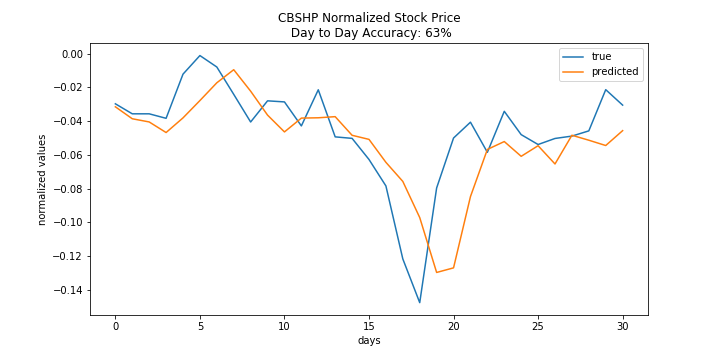 CBSHP Normalized Stock Price
Day to Day Accuracy: 63%
true
predicted
normalized values
0.00
−0.02
−0.04
−0.06
−0.08
−0.10
−0.12
−0.14
0 5 10 15 20 25 30
days